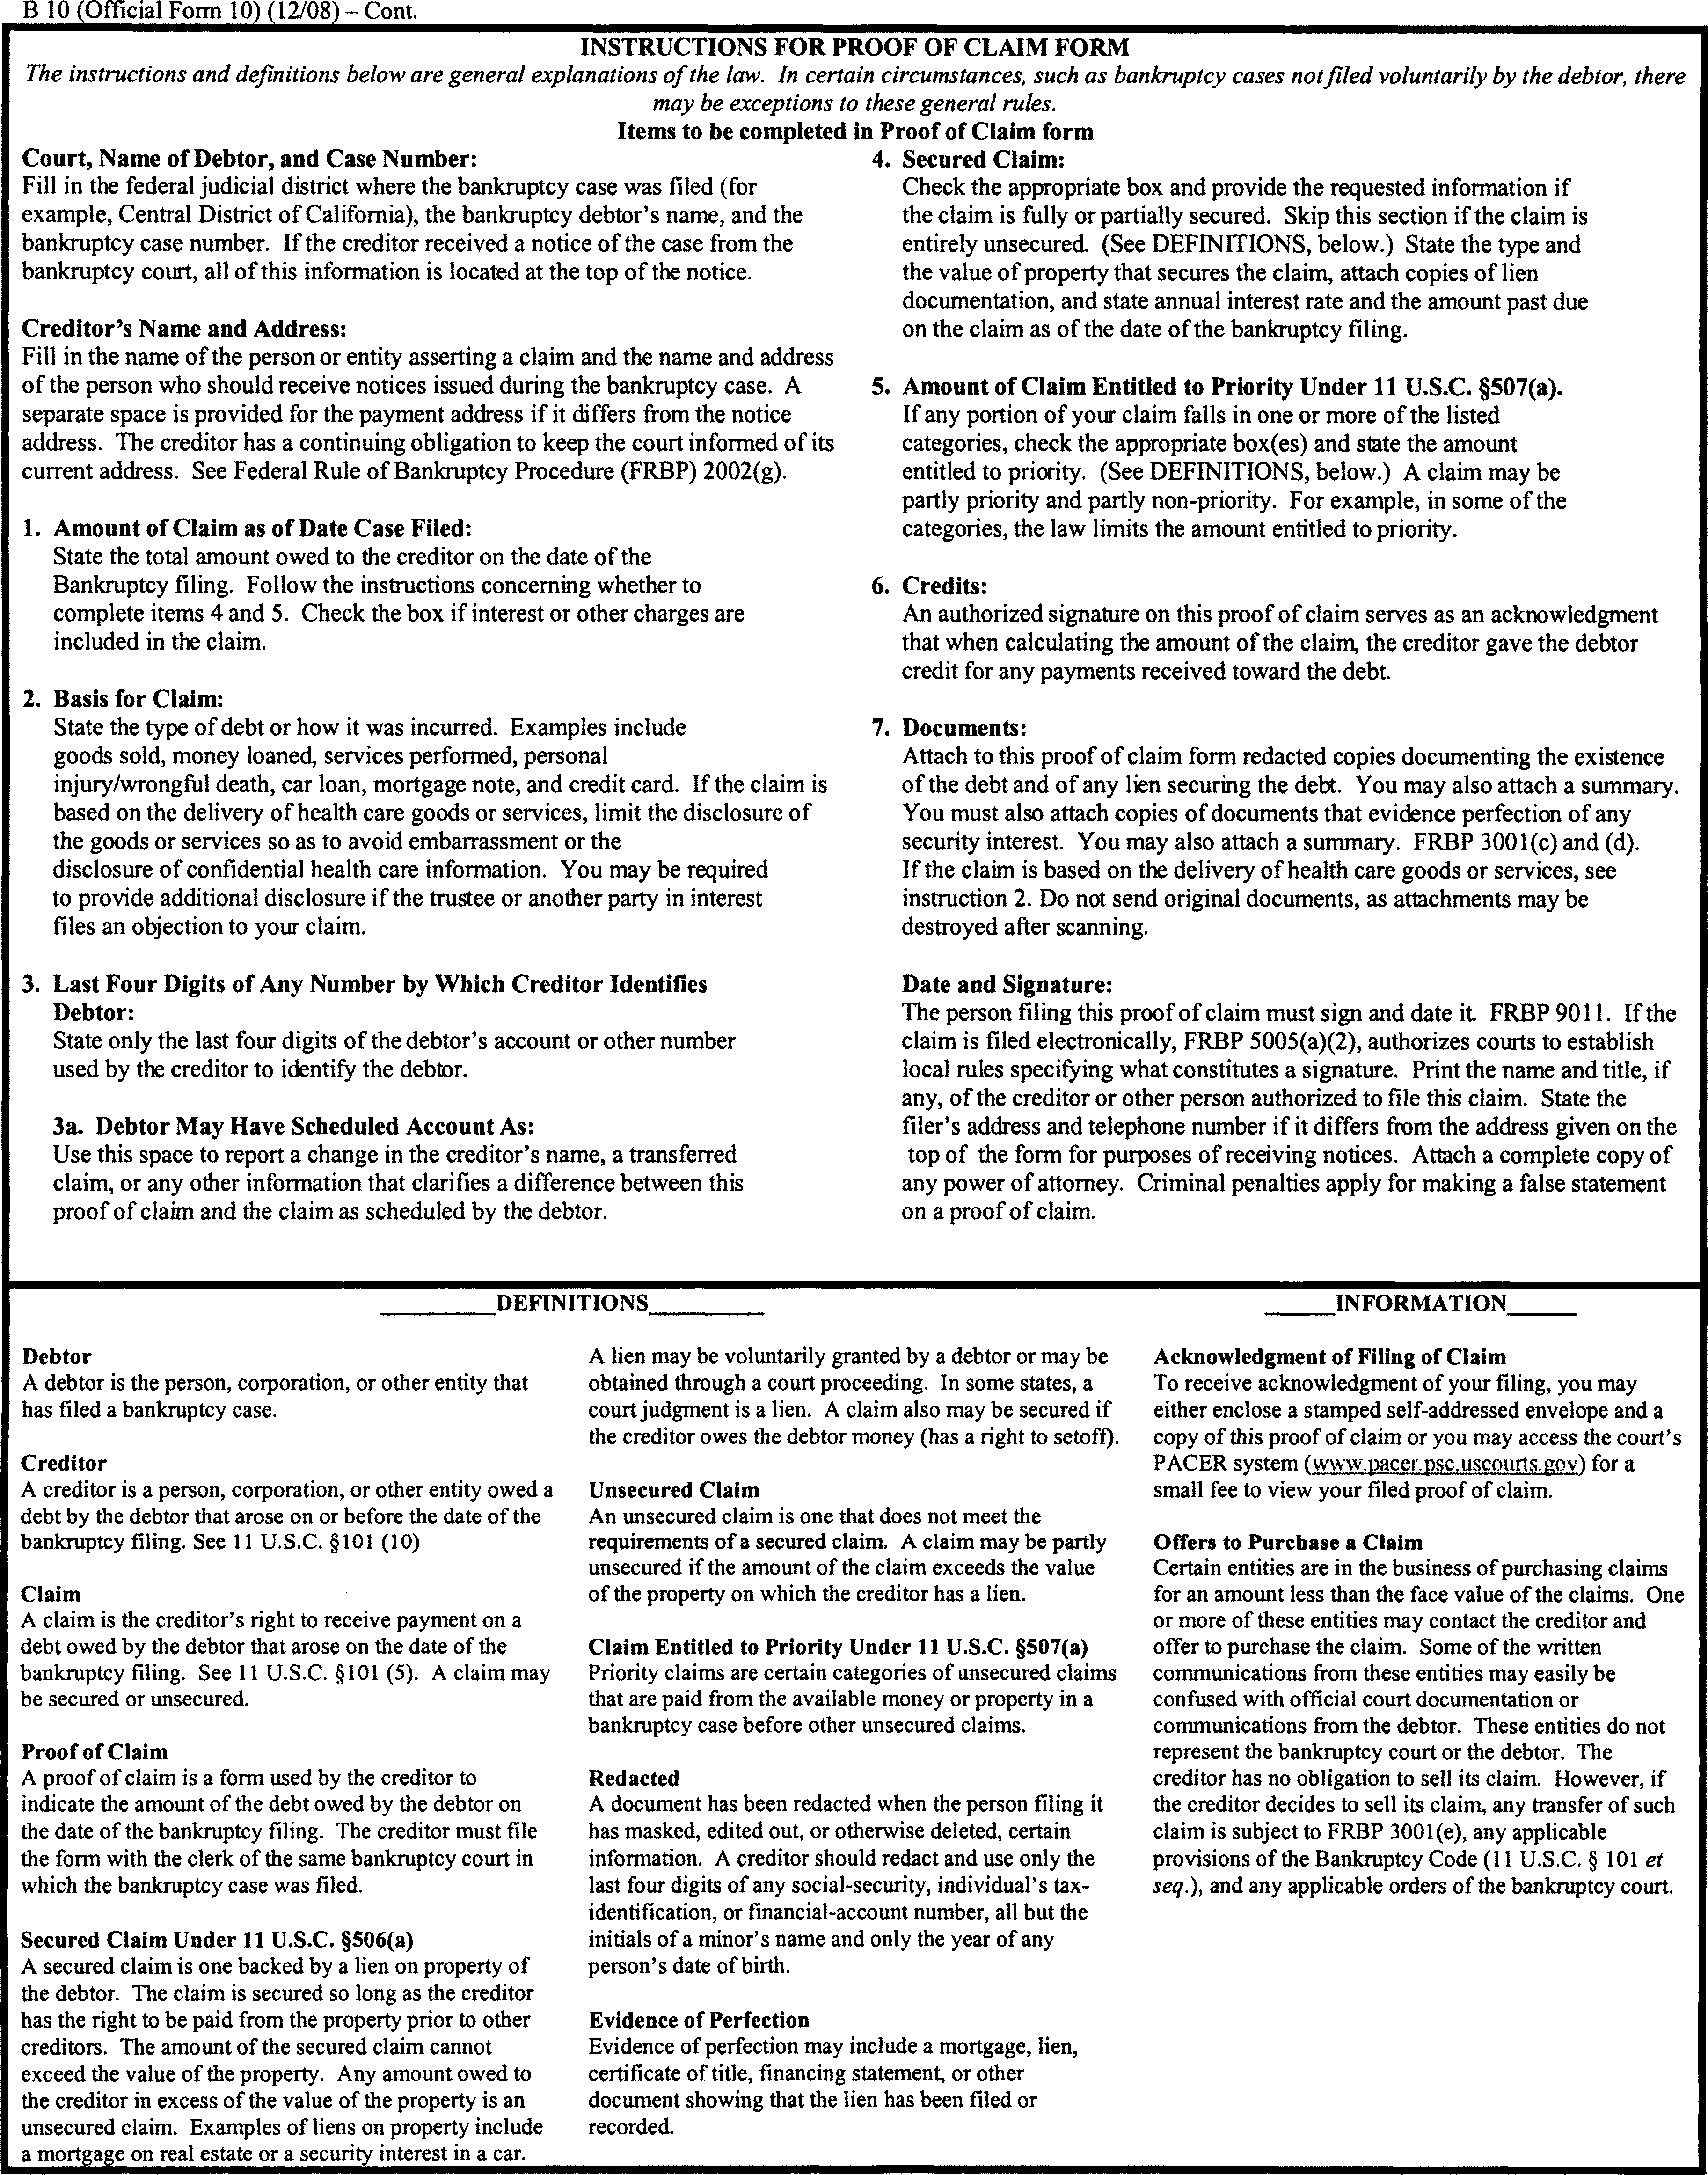 B 10 (Official Form 10) (12/08) – Cont.
INSTRUCTIONS FOR PROOF OF CLAIM FORM
The instructions and definitions below are general explanations of the law. In certain circumstances, such as bankruptcy cases not filed voluntarily by the debtor, there
may be exceptions to these general rules.
Items to be completed in Proof of Claim form
Court, Name of Debtor, and Case Number:
Fill in the federal judicial district where the bankruptcy case was filed (for
example, Central District of California), the bankruptcy debtor's name, and the
bankruptcy case number. If the creditor received a notice of the case from the
bankruptcy court, all of this information is located at the top of the notice.
Creditor's Name and Address:
Fill in the name of the person or entity asserting a claim and the name and address
of the person who should receive notices issued during the bankruptcy case. A
separate space is provided for the payment address if it differs from the notice
address. The creditor has a continuing obligation to keep the court informed of its
current address. See Federal Rule of Bankruptcy Procedure (FRBP) 2002(g).
1. Amount of Claim as of Date Case Filed:
State the total amount owed to the creditor on the date of the
Bankruptcy filing. Follow the instructions concerning whether to
complete items 4 and 5. Check the box if interest or other charges are
included in the claim.
2. Basis for Claim:
State the type of debt or how it was incurred. Examples include
goods sold, money loaned, services performed, personal
injury/wrongful death, car loan, mortgage note, and credit card. If the claim is
based on the delivery of health care goods or services, limit the disclosure of
the goods or services so as to avoid embarrassment or the
disclosure of confidential health care information. You may be required
to provide additional disclosure if the trustee or another party in interest
files an objection to your claim.
3. Last Four Digits of Any Number by Which Creditor Identifies
Debtor:
State only the last four digits of the debtor's account or other number
used by the creditor to identify the debtor.
3a. Debtor May Have Scheduled Account As:
Use this space to report a change in the creditor's name, a transferred
claim, or any other information that clarifies a difference between this
proof of claim and the claim as scheduled by the debtor.
4. Secured Claim:
Check the appropriate box and provide the requested information if
the claim is fully or partially secured. Skip this section if the claim is
entirely unsecured. (See DEFINITIONS, below.) State the type and
the value of property that secures the claim, attach copies of lien
documentation, and state annual interest rate and the amount past due
on the claim as of the date of the bankruptcy filing.
5. Amount of Claim Entitled to Priority Under 11 U.S.C. §507(a).
If any portion of your claim falls in one or more of the listed
categories, check the appropriate box(es) and state the amount
entitled to priority. (See DEFINITIONS, below.) A claim may be
partly priority and partly non-priority. For example, in some of the
categories, the law limits the amount entitled to priority.
6. Credits:
An authorized signature on this proof of claim serves as an acknowledgment
that when calculating the amount of the claim, the creditor gave the debtor
credit for any payments received toward the debt.
7. Documents:
Attach to this proof of claim form redacted copies documenting the existence
of the debt and of any lien securing the debt. You may also attach a summary.
You must also attach copies of documents that evidence perfection of any
security interest. You may also attach a summary. FRBP 3001(c) and (d).
If the claim is based on the delivery of health care goods or services, see
instruction 2. Do not send original documents, as attachments may be
destroyed after scanning.
Date and Signature:
The person filing this proof of claim must sign and date it. FRBP 9011. If the
claim is filed electronically, FRBP 5005(a)(2), authorizes courts to establish
local rules specifying what constitutes a signature. Print the name and title, if
any, of the creditor or other person authorized to file this claim. State the
filer's address and telephone number if it differs from the address given on the
top of the form for purposes of receiving notices. Attach a complete copy of
any power of attorney. Criminal penalties apply for making a false statement
on a proof of claim.
__________DEFINITIONS__________
Debtor
A debtor is the person, corporation, or other entity that
has filed a bankruptcy case.
Creditor
A creditor is a person, corporation, or other entity owed a
debt by the debtor that arose on or before the date of the
bankruptcy filing. See 11 U.S.C. §101 (10)
Claim
A claim is the creditor's right to receive payment on a
debt owed by the debtor that arose on the date of the
bankruptcy filing. See 11 U.S.C. §101 (5). A claim may
be secured or unsecured.
Proof of Claim
A proof of claim is a form used by the creditor to
indicate the amount of the debt owed by the debtor on
the date of the bankruptcy filing. The creditor must file
the form with the clerk of the same bankruptcy court in
which the bankruptcy case was filed.
Secured Claim Under 11 U.S.C. §506(a)
A secured claim is one backed by a lien on property of
the debtor. The claim is secured so long as the creditor
has the right to be paid from the property prior to other
creditors. The amount of the secured claim cannot
exceed the value of the property. Any amount owed to
the creditor in excess of the value of the property is an
unsecured claim. Examples of liens on property include
a mortgage on real estate or a security interest in a car.
A lien may be voluntarily granted by a debtor or may be
obtained through a court proceeding. In some states, a
court judgment is a lien. A claim also may be secured if
the creditor owes the debtor money (has a right to setoff).
Unsecured Claim
An unsecured claim is one that does not meet the
requirements of a secured claim. A claim may be partly
unsecured if the amount of the claim exceeds the value
of the property on which the creditor has a lien.
Claim Entitled to Priority Under 11 U.S.C. §507(a)
Priority claims are certain categories of unsecured claims
that are paid from the available money or property in a
bankruptcy case before other unsecured claims.
Redacted
A document has been redacted when the person filing it
has masked, edited out, or otherwise deleted, certain
information. A creditor should redact and use only the
last four digits of any social-security, individual's tax-
identification, or financial-account number, all but the
initials of a minor's name and only the year of any
person's date of birth.
Evidence of Perfection
Evidence of perfection may include a mortgage, lien,
certificate of title, financing statement, or other
document showing that the lien has been filed or
recorded.
______INFORMATION______
Acknowledgment of Filing of Claim
To receive acknowledgment of your filing, you may
either enclose a stamped self-addressed envelope and a
copy of this proof of claim or you may access the court's
PACER system (www.pacer.psc.uscourts.gov) for a
small fee to view your filed proof of claim.
Offers to Purchase a Claim
Certain entities are in the business of purchasing claims
for an amount less than the face value of the claims. One
or more of these entities may contact the creditor and
offer to purchase the claim. Some of the written
communications from these entities may easily be
confused with official court documentation or
communications from the debtor. These entities do not
represent the bankruptcy court or the debtor. The
creditor has no obligation to sell its claim. However, if
the creditor decides to sell its claim, any transfer of such
claim is subject to FRBP 3001(e), any applicable
provisions of the Bankruptcy Code (11 U.S.C. § 101 et
seq.), and any applicable orders of the bankruptcy court.